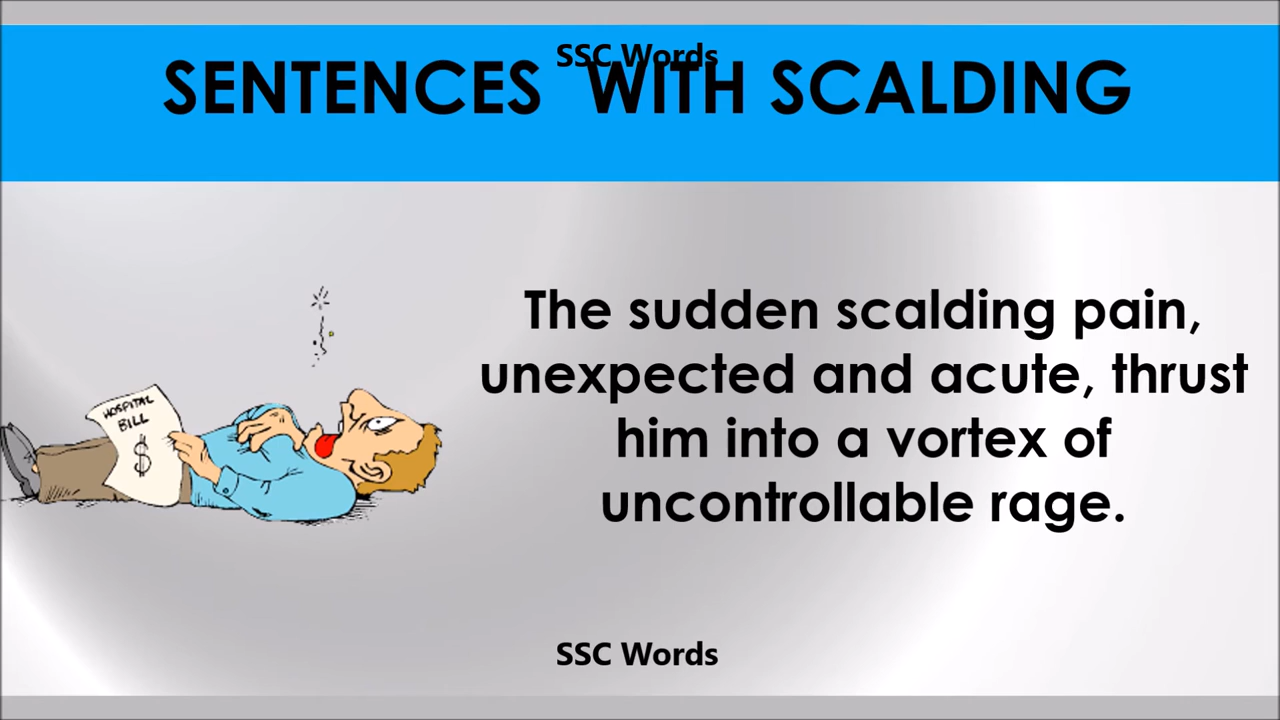 SSC Words
SENTENCES WITH SCALDING
The sudden scalding pain,
unexpected and acute, thrust
him into a vortex of
uncontrollable rage.
HOSPITAL
BILL
$
SSC Words